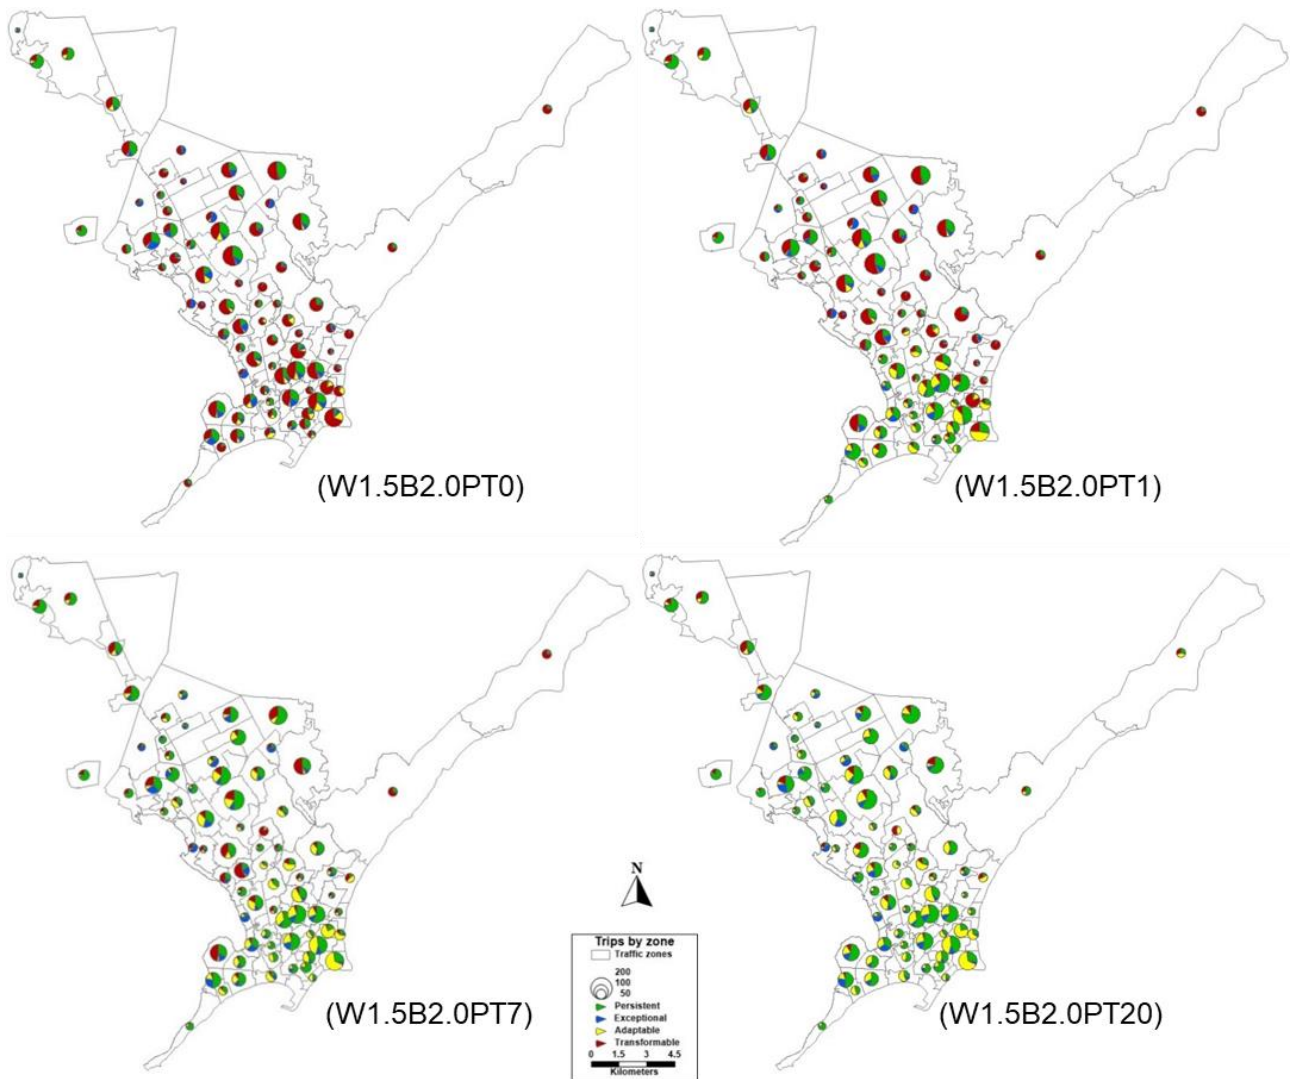 (W1.5B2.0PT0)
(W1.5B2.0PT1)
N
Trips by zone
Traffic zones
200
100
50
Persistent
Exceptional
Adaptable
Transformable
0 1.5 3 4.5
Kilometers
(W1.5B2.0PT7)
(W1.5B2.0PT20)